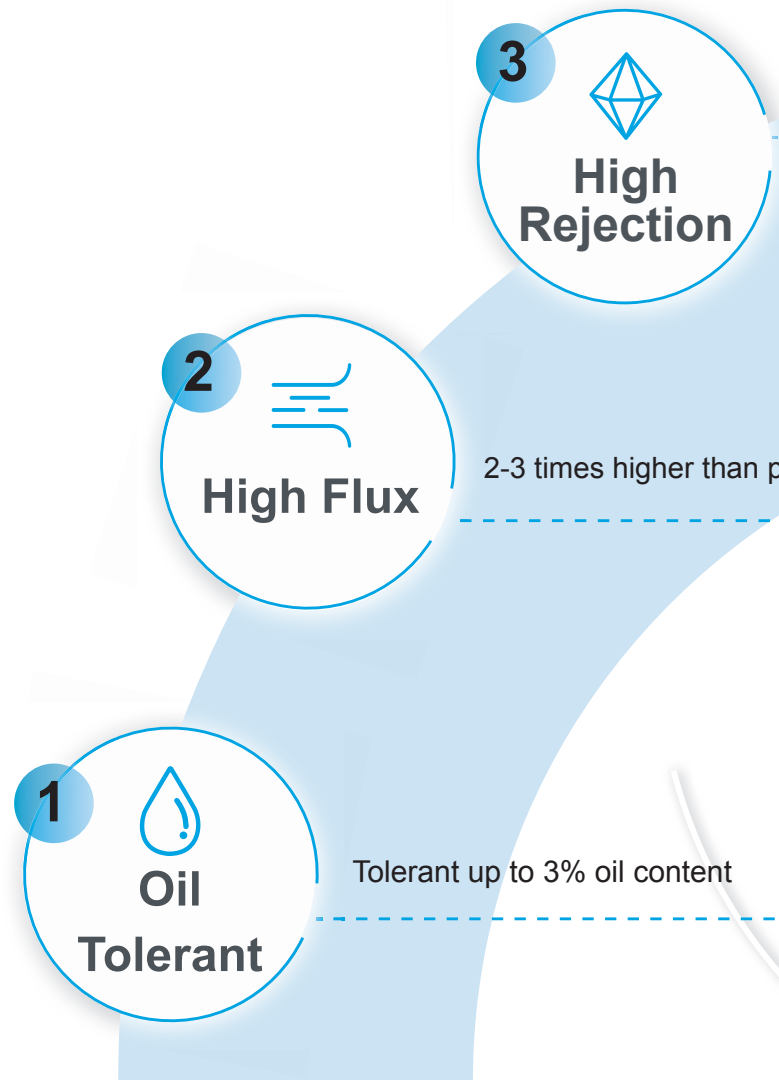 3
High
Rejection
2
High Flux
2-3 times higher than
1
Oil
Tolerant
Tolerant up to 3% oil content